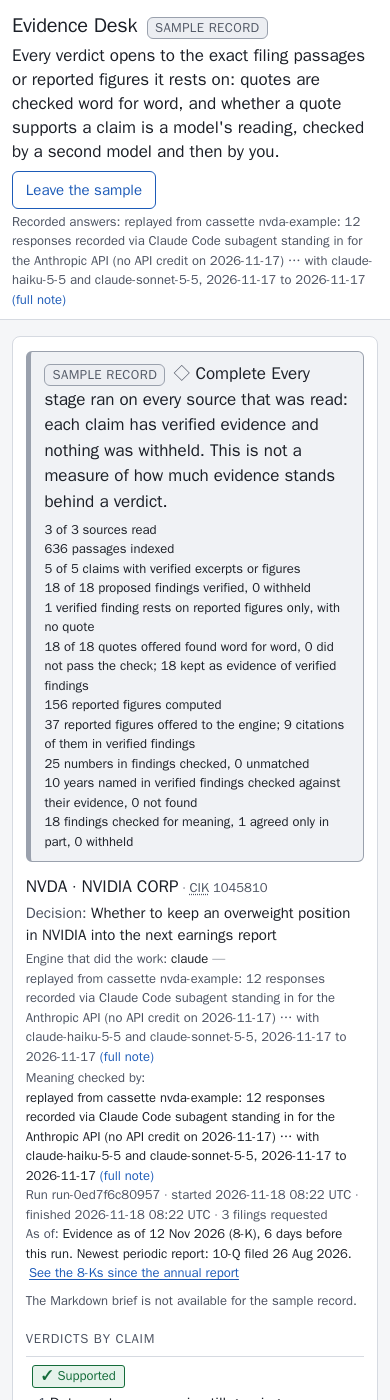 Evidence Desk SAMPLE RECORD
Every verdict opens to the exact filing passages
or reported figures it rests on: quotes are
checked word for word, and whether a quote
supports a claim is a model's reading, checked
by a second model and then by you.
Leave the sample
Recorded answers: replayed from cassette nvda-example: 12
responses recorded via Claude Code subagent standing in for
the Anthropic API (no API credit on 2026-11-17) ··· with claude-
haiku-5-5 and claude-sonnet-5-5, 2026-11-17 to 2026-11-17
(full note)
SAMPLE RECORD ◇ Complete Every
stage ran on every source that was read:
each claim has verified evidence and
nothing was withheld. This is not a
measure of how much evidence stands
behind a verdict.
3 of 3 sources read
636 passages indexed
5 of 5 claims with verified excerpts or figures
18 of 18 proposed findings verified, 0 withheld
1 verified finding rests on reported figures only, with
no quote
18 of 18 quotes offered found word for word, 0 did
not pass the check; 18 kept as evidence of verified
findings
156 reported figures computed
37 reported figures offered to the engine; 9 citations
of them in verified findings
25 numbers in findings checked, 0 unmatched
10 years named in verified findings checked against
their evidence, 0 not found
18 findings checked for meaning, 1 agreed only in
part, 0 withheld
NVDA · NVIDIA CORP · CIK 1045810
Decision: Whether to keep an overweight position
in NVIDIA into the next earnings report
Engine that did the work: claude —
replayed from cassette nvda-example: 12 responses
recorded via Claude Code subagent standing in for the
Anthropic API (no API credit on 2026-11-17) ··· with
claude-haiku-5-5 and claude-sonnet-5-5, 2026-11-17 to
2026-11-17 (full note)
Meaning checked by:
replayed from cassette nvda-example: 12 responses
recorded via Claude Code subagent standing in for the
Anthropic API (no API credit on 2026-11-17) ··· with
claude-haiku-5-5 and claude-sonnet-5-5, 2026-11-17 to
2026-11-17 (full note)
Run run-0ed7f6c80957 · started 2026-11-18 08:22 UTC ·
finished 2026-11-18 08:22 UTC · 3 filings requested
As of: Evidence as of 12 Nov 2026 (8-K), 6 days before
this run. Newest periodic report: 10-Q filed 26 Aug 2026.
See the 8-Ks since the annual report
The Markdown brief is not available for the sample record.
VERDICTS BY CLAIM
✓ Supported